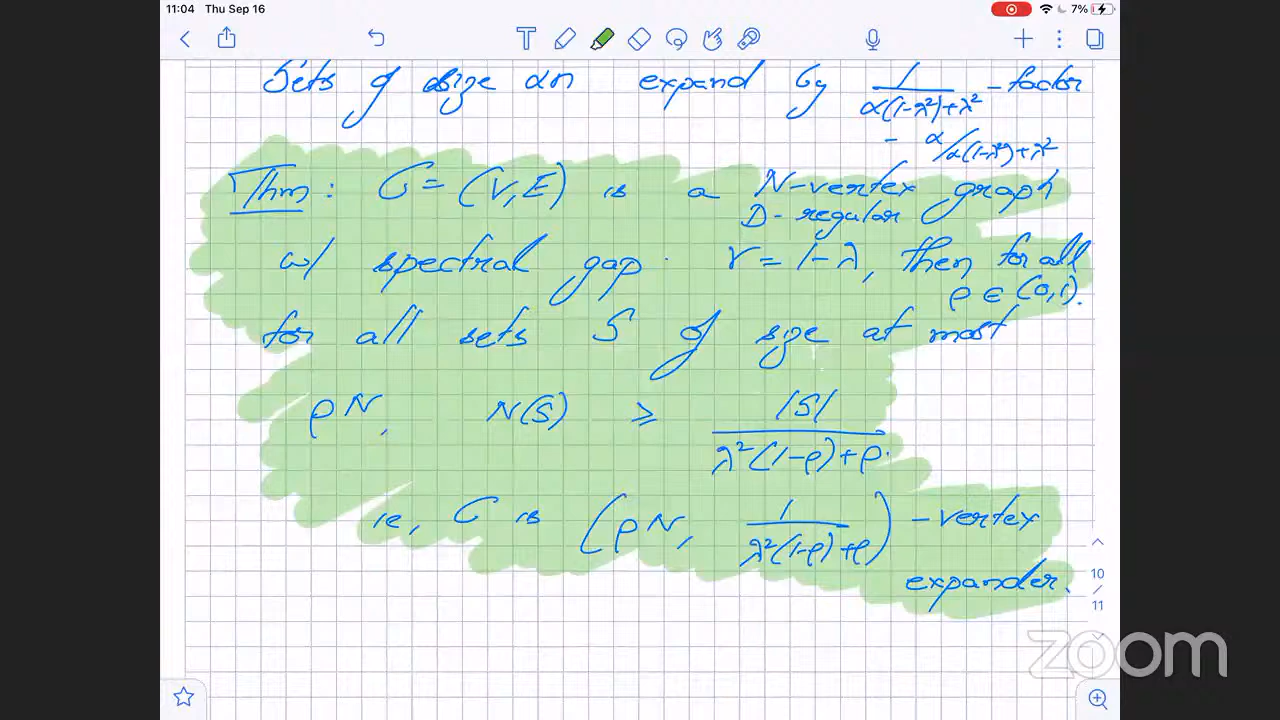 11:04 Thu Sep 16
7%
Sets of size αn expand by 1/(α(1-λ²)+λ²) -factor
- α/α(1-λ²)+λ²
Thm: G = (V,E) is a N-vertex graph
D-regular
w/ spectral gap γ = 1-λ, then for all
ρ ∈ (0,1).
for all sets S of size at most
ρN, N(S) ≥ |S|/(λ²(1-ρ)+ρ).
ie, G is (ρN, 1/(λ²(1-ρ)+ρ)) -vertex
expander.
10
/
11
zoom